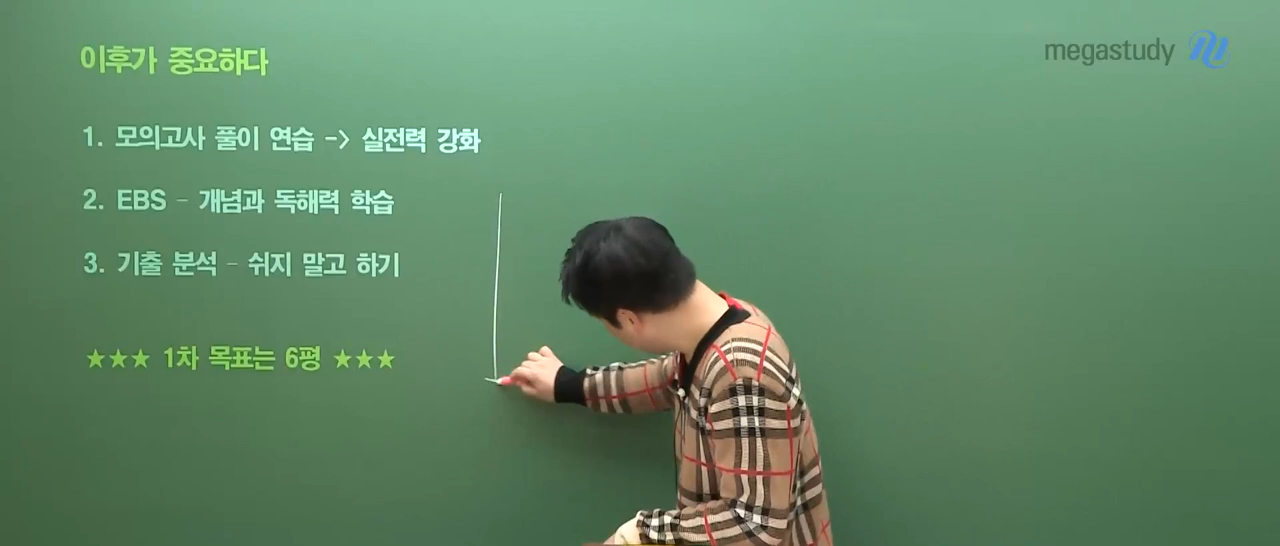 이후가 중요하다
megastudy
1. 모의고사 풀이 연습 -> 실전력 강화
2. EBS - 개념과 독해력 학습
3. 기출 분석 - 쉬지 말고 하기
★★★ 1차 목표는 6평 ★★★